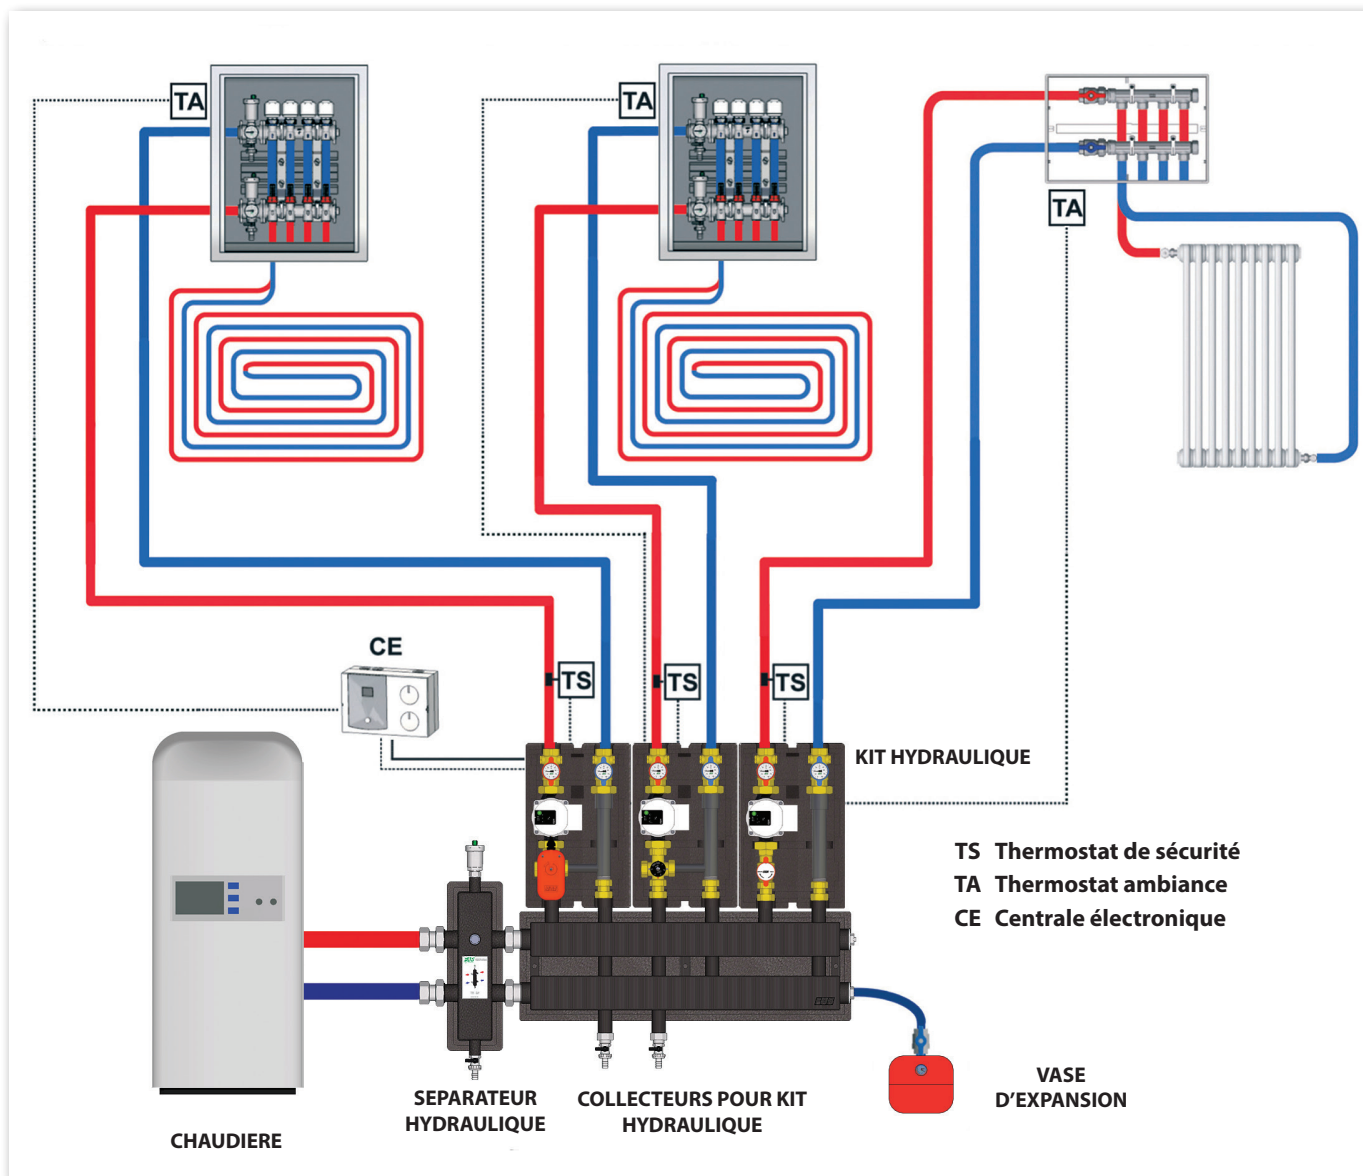 TA
TA
TA
CE
TS
TS
TS
KIT HYDRAULIQUE
TS Thermostat de sécurité
TA Thermostat ambiance
CE Centrale électronique
SEPARATEUR
HYDRAULIQUE
COLLECTEURS POUR KIT
HYDRAULIQUE
VASE
D’EXPANSION
CHAUDIERE